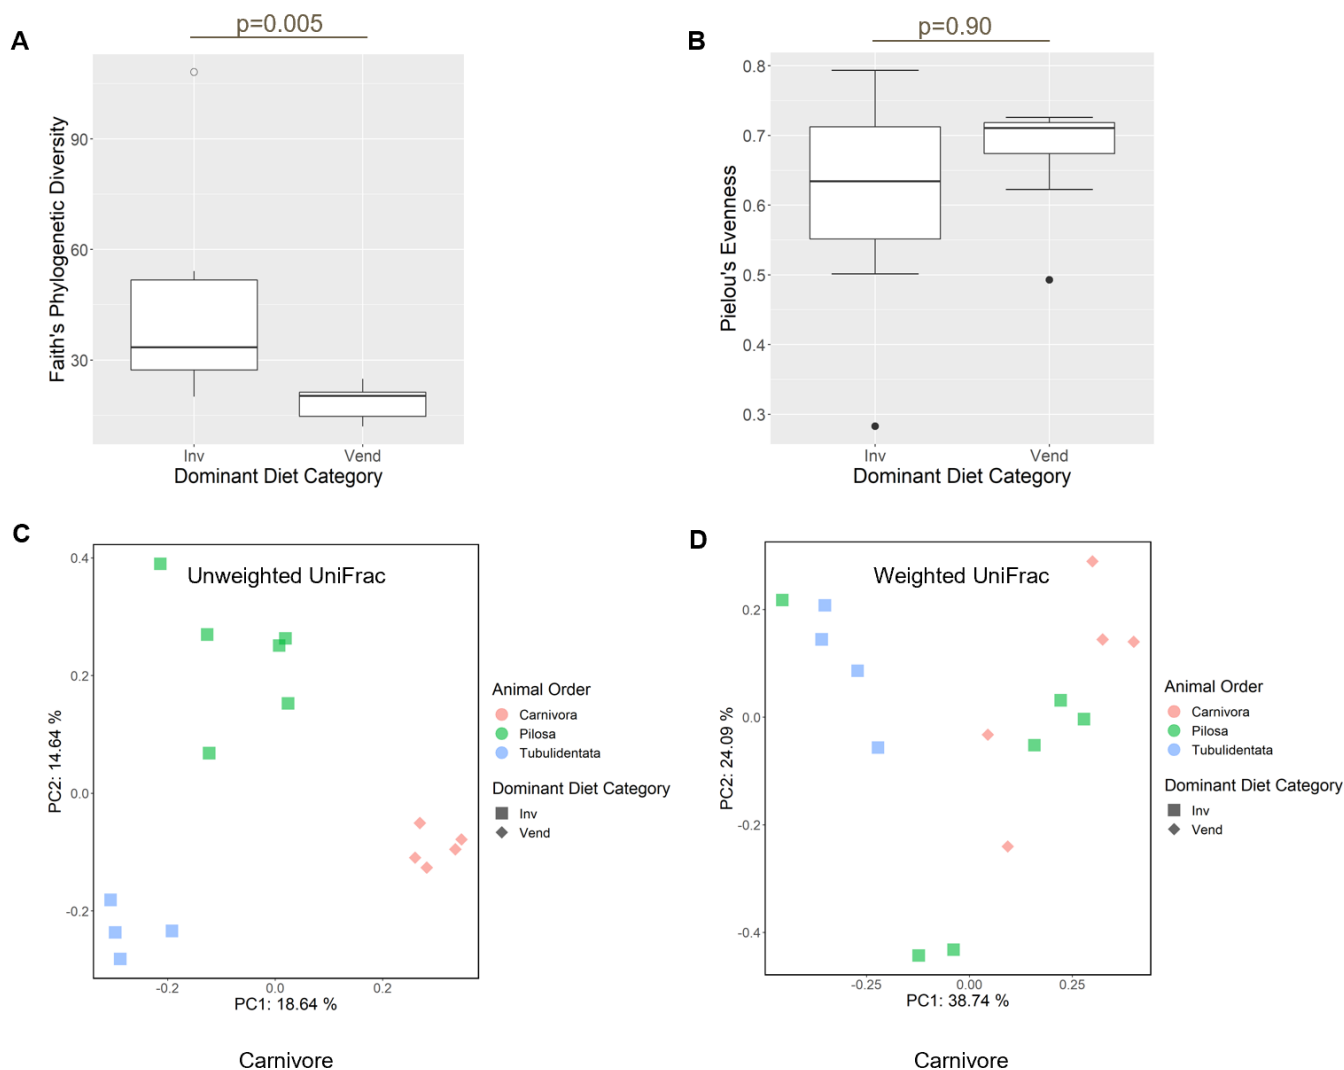 A
p=0.005
Faith's Phylogenetic Diversity
90
60
30
Inv
Vend
Dominant Diet Category
B
p=0.90
Pielou's Evenness
0.8
0.7
0.6
0.5
0.4
0.3
Inv
Vend
Dominant Diet Category
C
Unweighted UniFrac
PC2: 14.64 %
0.4
0.2
0.0
-0.2
-0.2
0.0
0.2
PC1: 18.64 %
Animal Order
Carnivora
Pilosa
Tubulidentata
Dominant Diet Category
Inv
Vend
Carnivore
D
Weighted UniFrac
PC2: 24.09 %
0.2
0.0
-0.2
-0.4
-0.25
0.00
0.25
PC1: 38.74 %
Animal Order
Carnivora
Pilosa
Tubulidentata
Dominant Diet Category
Inv
Vend
Carnivore